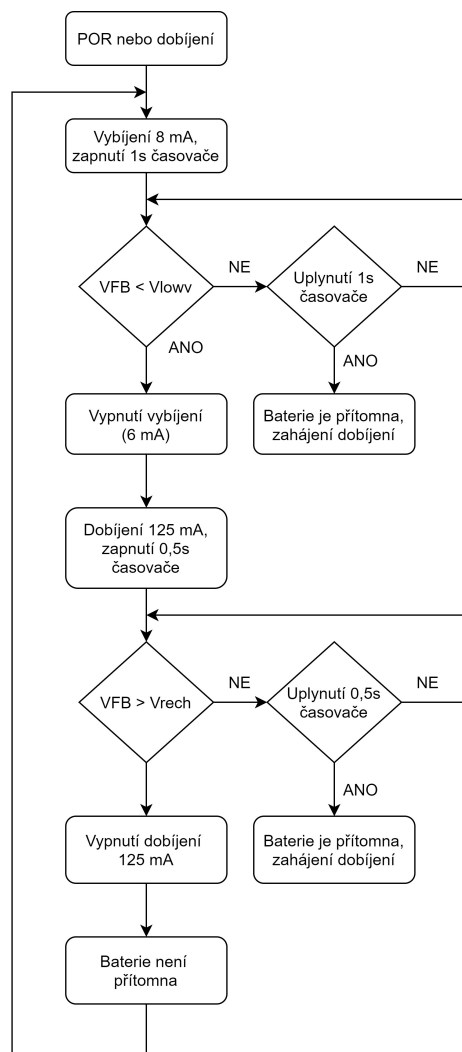 POR nebo dobíjení
Vybíjení 8 mA,
zapnutí 1s časovače
VFB < Vlowv
NE
Uplynutí 1s
časovače
NE
ANO
ANO
Vypnutí vybíjení
(6 mA)
Baterie je přítomna,
zahájení dobíjení
Dobíjení 125 mA,
zapnutí 0,5s
časovače
VFB > Vrech
NE
Uplynutí 0,5s
časovače
NE
ANO
Vypnutí dobíjení
125 mA
Baterie je přítomna,
zahájení dobíjení
Baterie není
přítomna